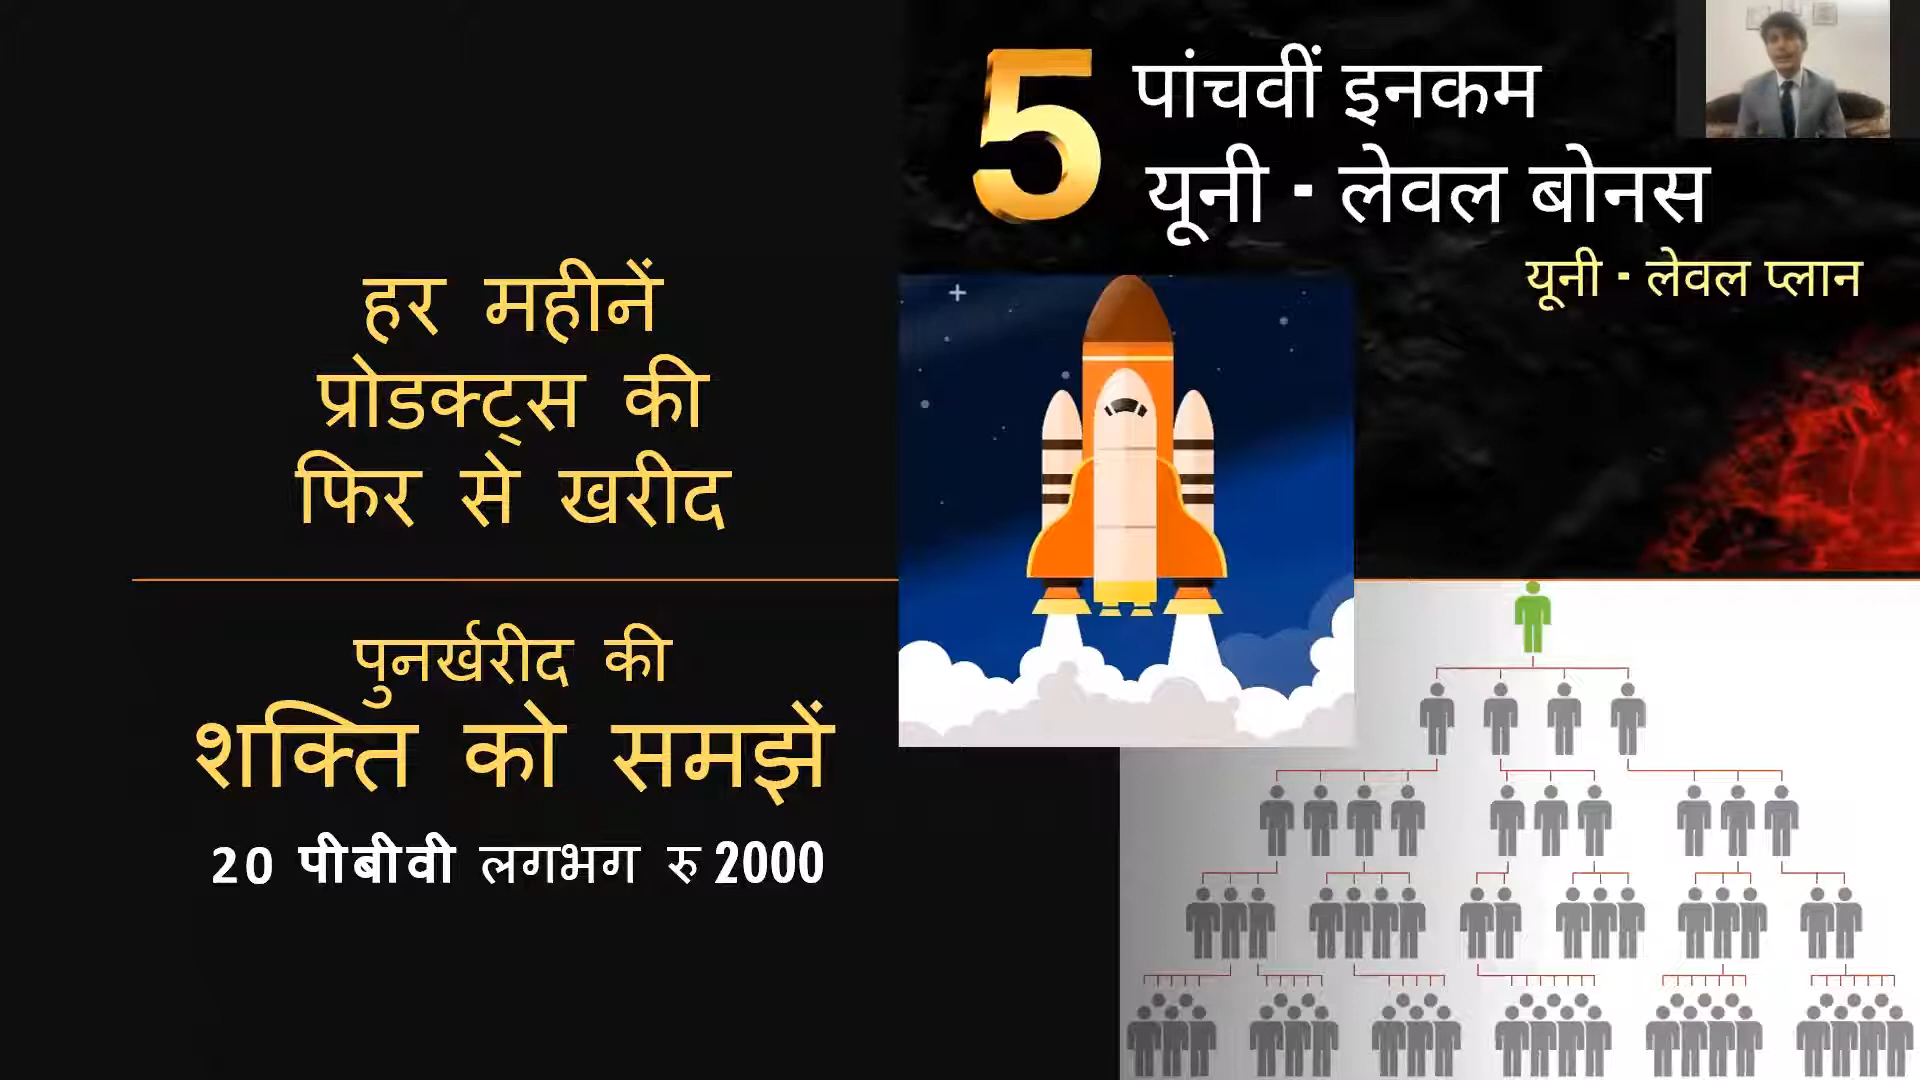 5 पांचवीं इनकम
यूनी - लेवल बोनस
यूनी - लेवल प्लान
हर महीनें
प्रोडक्ट्स की
फिर से खरीद
पुनर्खरीद की
शक्ति को समझें
20 पीबीवी लगभग रु 2000